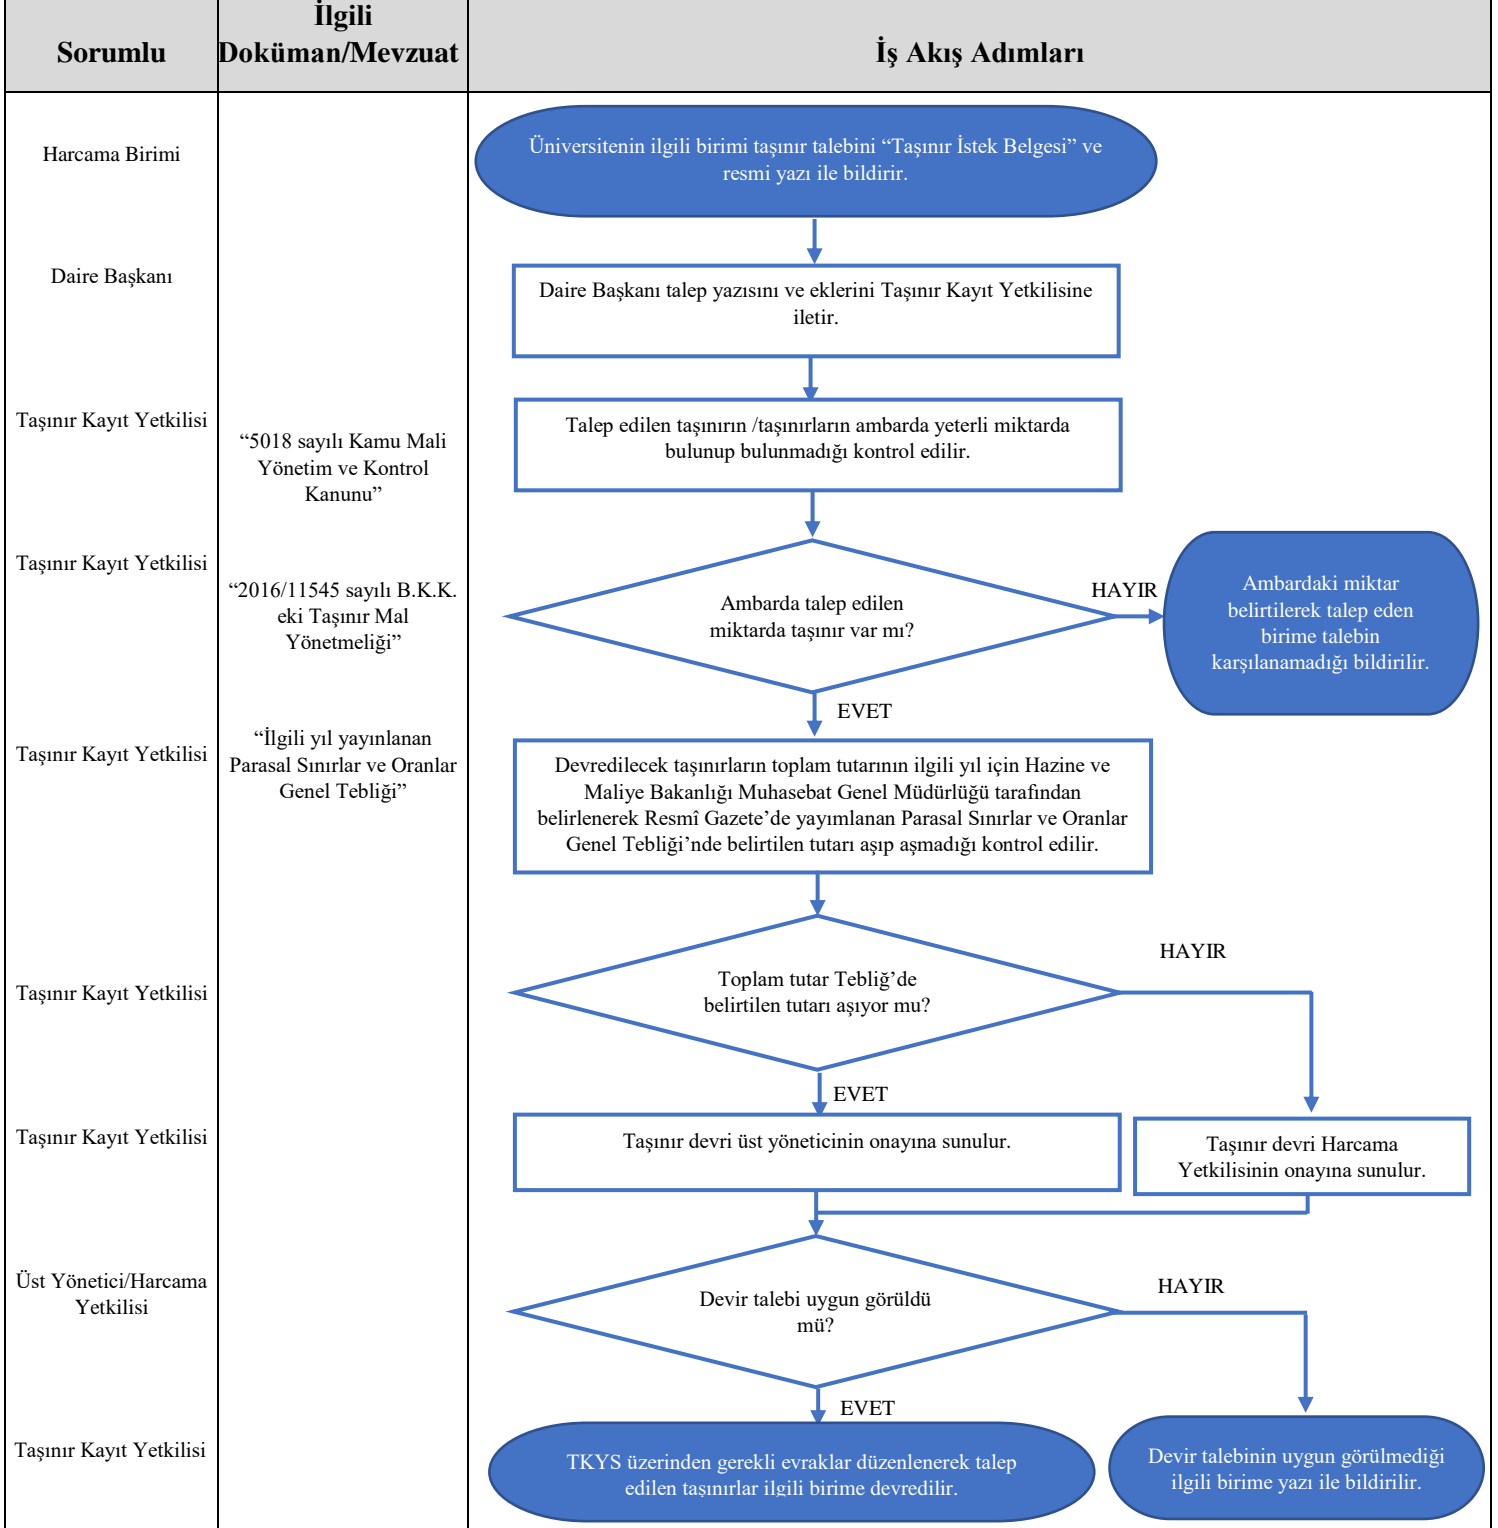 Sorumlu
İlgili
Doküman/Mevzuat
İş Akış Adımları
Harcama Birimi
Üniversitenin ilgili birimi taşınır talebini “Taşınır İstek Belgesi” ve
resmi yazı ile bildirir.
Daire Başkanı
Daire Başkanı talep yazısını ve eklerini Taşınır Kayıt Yetkilisine
iletir.
Taşınır Kayıt Yetkilisi
“5018 sayılı Kamu Mali
Yönetim ve Kontrol
Kanunu”
Talep edilen taşınırın /taşınırların ambarda yeterli miktarda
bulunup bulunmadığı kontrol edilir.
Taşınır Kayıt Yetkilisi
“2016/11545 sayılı B.K.K.
eki Taşınır Mal
Yönetmeliği”
Ambarda talep edilen
miktarda taşınır var mı?
HAYIR
Ambardaki miktar
belirtilerek talep eden
birime talebin
karşılanamadığı bildirilir.
EVET
Taşınır Kayıt Yetkilisi
“İlgili yıl yayınlanan
Parasal Sınırlar ve Oranlar
Genel Tebliği”
Devredilecek taşınırların toplam tutarının ilgili yıl için Hazine ve
Maliye Bakanlığı Muhasebat Genel Müdürlüğü tarafından
belirlenerek Resmî Gazete’de yayımlanan Parasal Sınırlar ve Oranlar
Genel Tebliği’nde belirtilen tutarı aşıp aşmadığı kontrol edilir.
Taşınır Kayıt Yetkilisi
Toplam tutar Tebliğ’de
belirtilen tutarı aşıyor mu?
HAYIR
EVET
Taşınır Kayıt Yetkilisi
Taşınır devri üst yöneticinin onayına sunulur.
Taşınır devri Harcama
Yetkilisinin onayına sunulur.
Üst Yönetici/Harcama
Yetkilisi
Devir talebi uygun görüldü
mü?
HAYIR
EVET
Taşınır Kayıt Yetkilisi
TKYS üzerinden gerekli evraklar düzenlenerek talep
edilen taşınırlar ilgili birime devredilir.
Devir talebinin uygun görülmediği
ilgili birime yazı ile bildirilir.